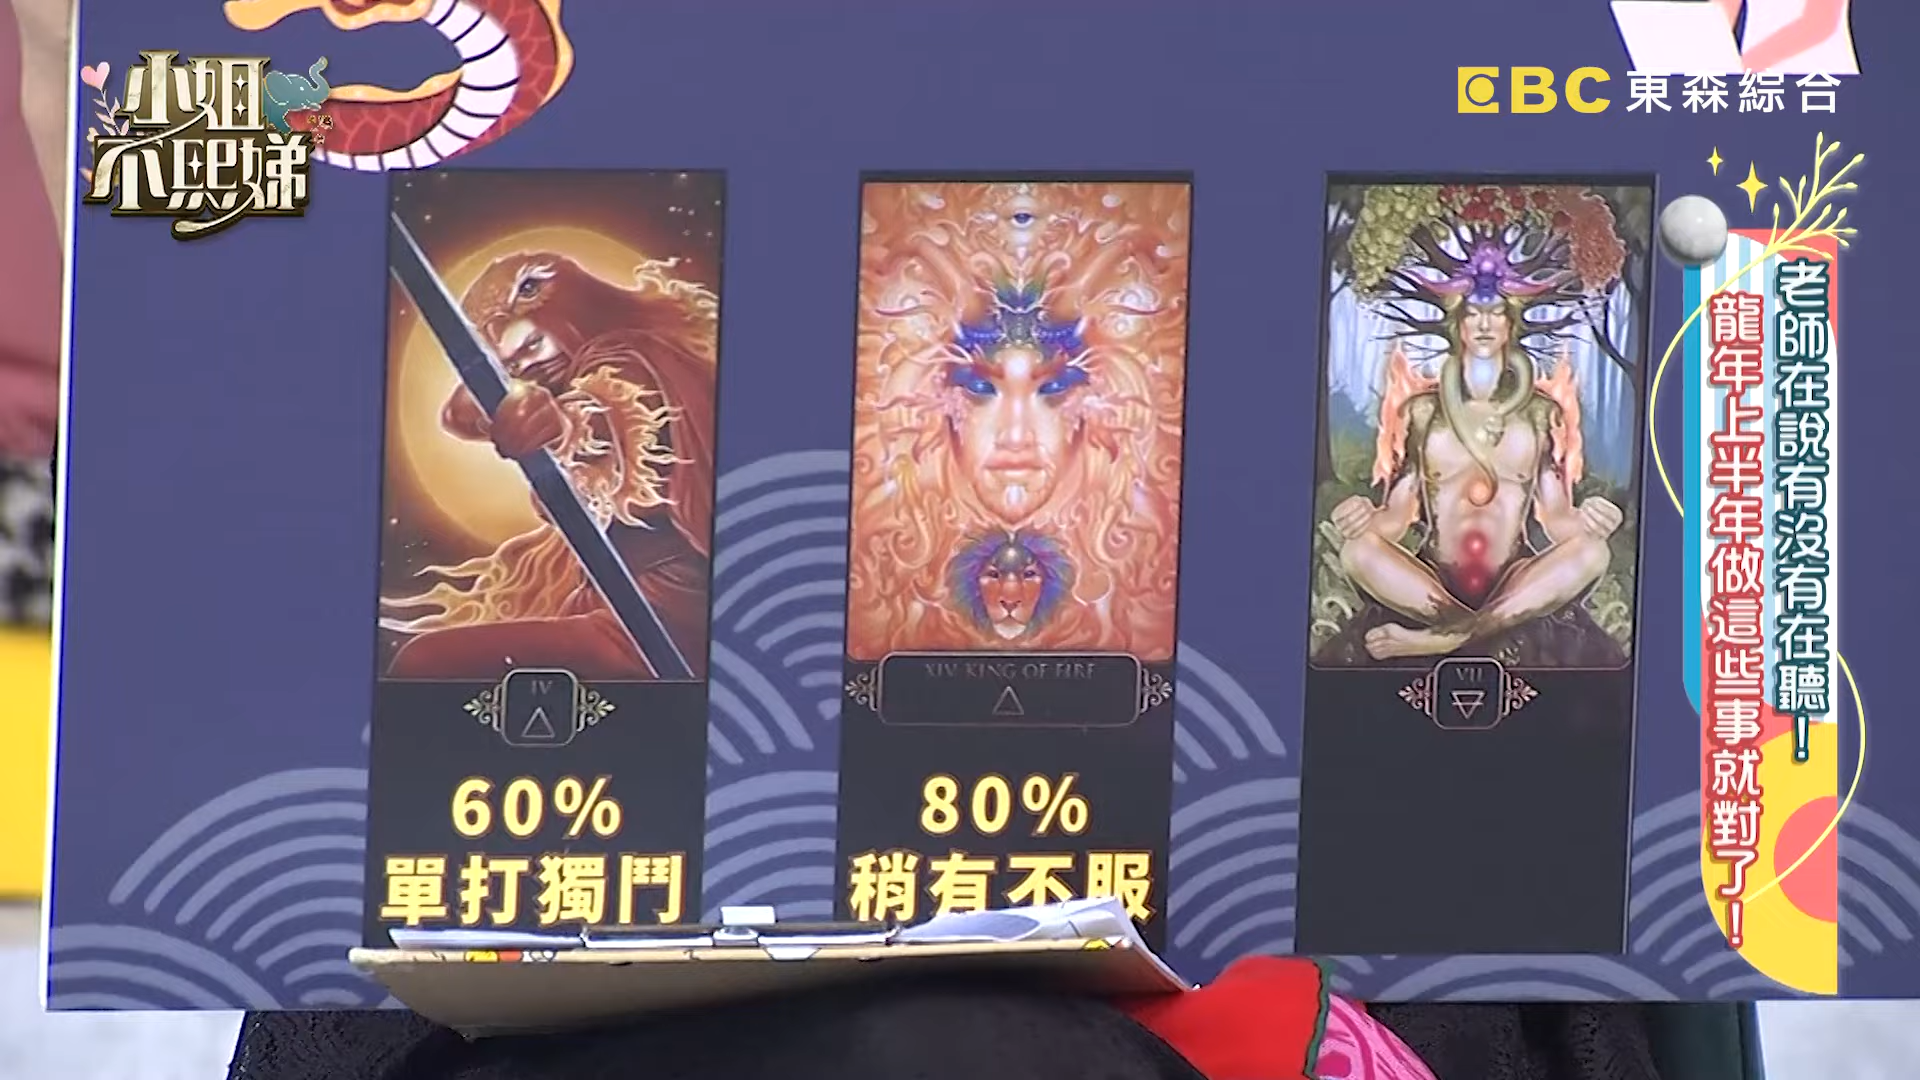 小姐
不熙娣
EBC 東森綜合
老師在說有沒有在聽！
龍年上半年做這些事就對了！
IV
XIV KING OF FIRE
VII
60%
單打獨鬥
80%
稍有不服